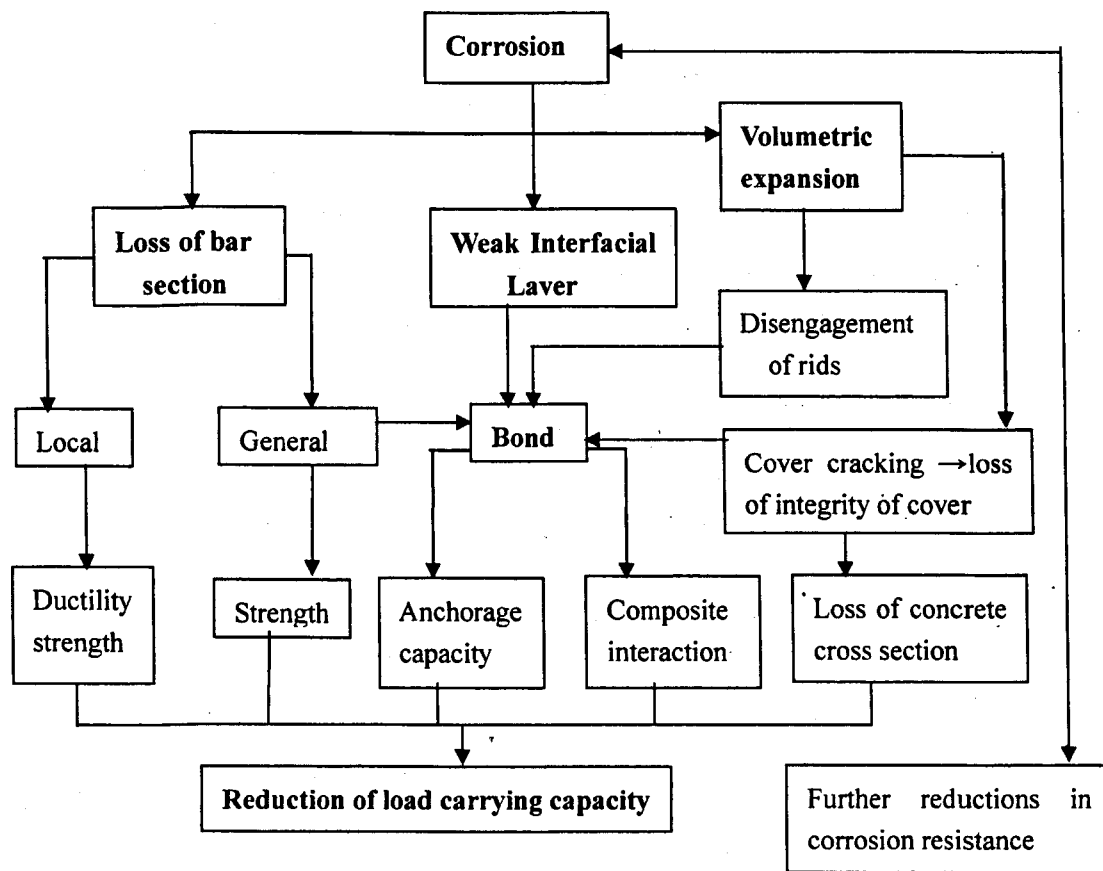 Corrosion
Volumetric
expansion
Loss of bar
section
Weak Interfacial
Laver
Disengagement
of rids
Local
General
Bond
Cover cracking →loss
of integrity of cover
Ductility
strength
Strength
Anchorage
capacity
Composite
interaction
Loss of concrete
cross section
Reduction of load carrying capacity
Further reductions in
corrosion resistance